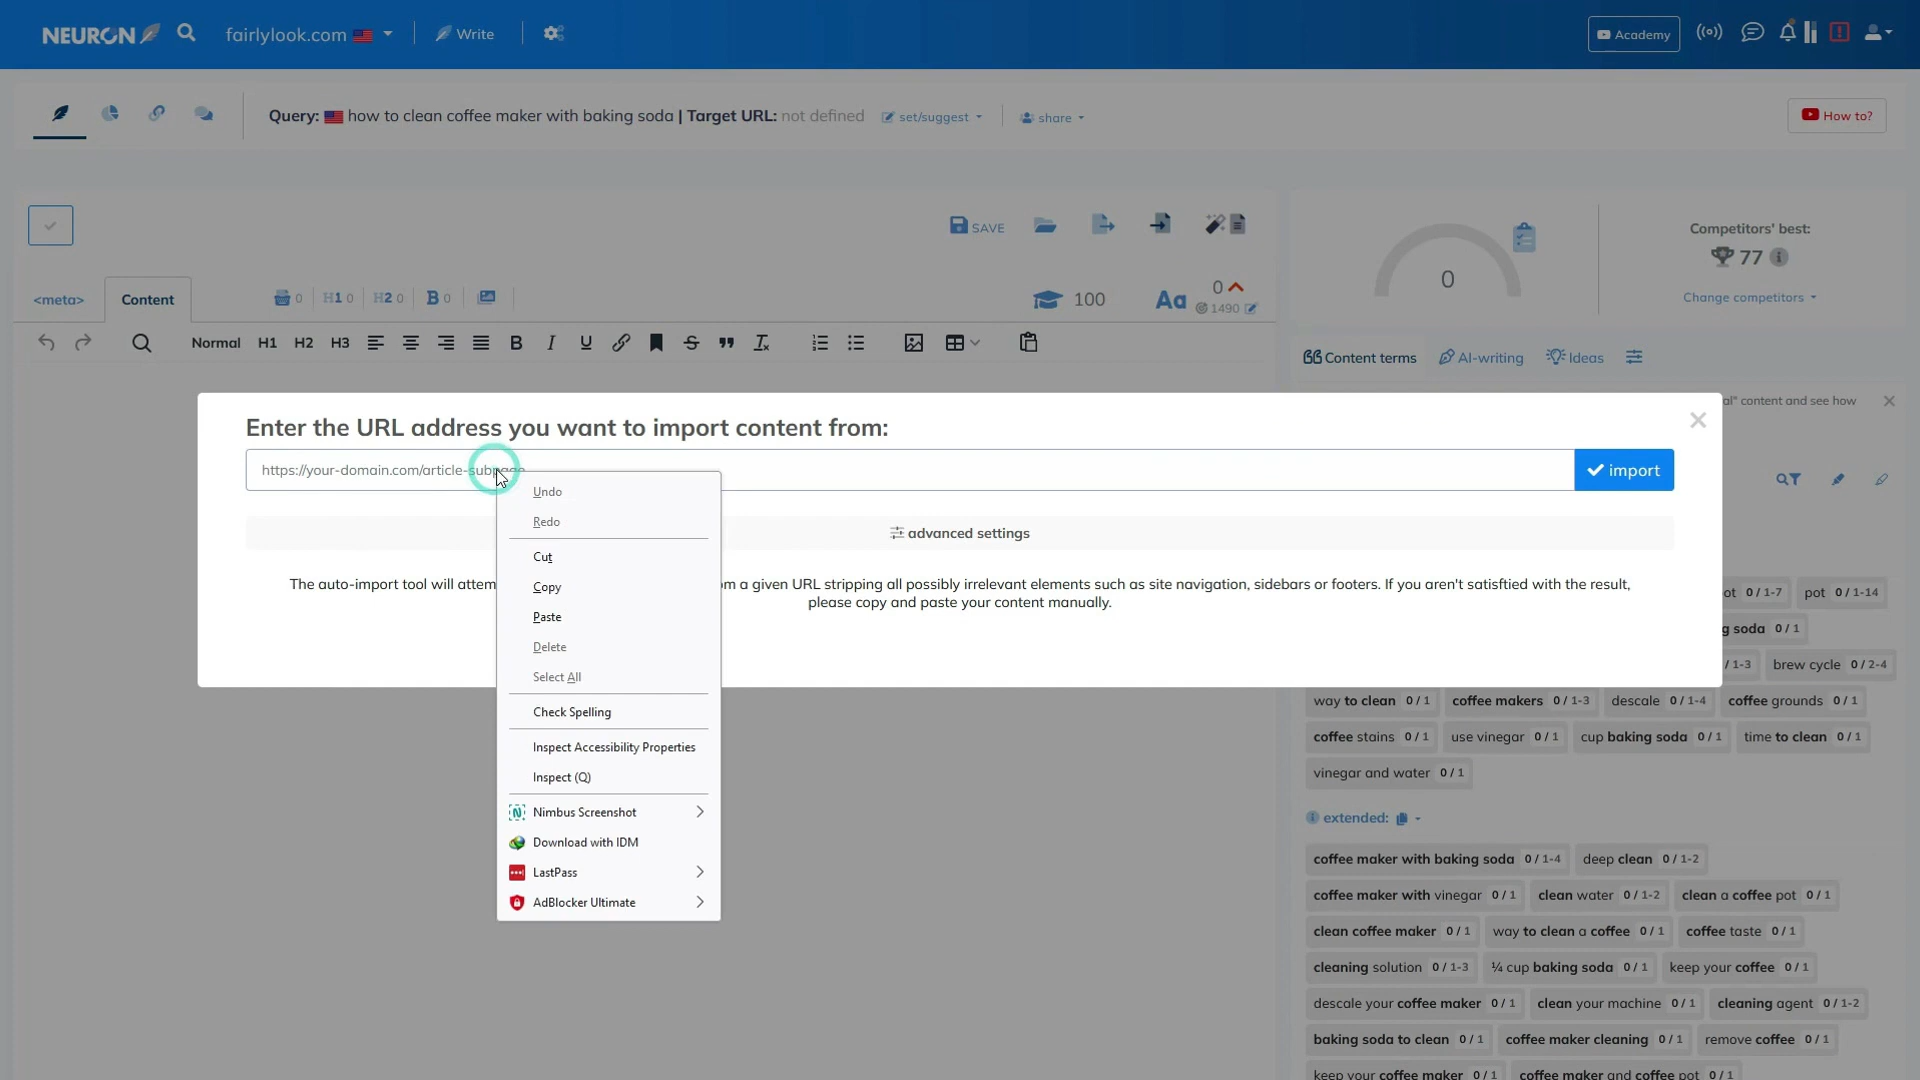 NEURON
fairlylook.com
Write
Academy
Query: how to clean coffee maker with baking soda | Target URL: not defined
set/suggest
share
How to?
SAVE
Competitors' best:
77
0
Change competitors
<meta>
Content
0
H1 0
H2 0
B 0
100
Aa
0
1490
Normal
H1
H2
H3
B
I
U
S
Content terms
AI-writing
Ideas
al" content and see how
Enter the URL address you want to import content from:
https://your-domain.com/article-subpage
import
advanced settings
The auto-import tool will attem
m a given URL stripping all possibly irrelevant elements such as site navigation, sidebars or footers. If you aren't satisftied with the result,
please copy and paste your content manually.
Undo
Redo
Cut
Copy
Paste
Delete
Select All
Check Spelling
Inspect Accessibility Properties
Inspect (Q)
Nimbus Screenshot
Download with IDM
LastPass
AdBlocker Ultimate
ot 0 / 1-7 pot 0 / 1-14
g soda 0 / 1
/ 1-3 brew cycle 0 / 2-4
way to clean 0 / 1 coffee makers 0 / 1-3 descale 0 / 1-4 coffee grounds 0 / 1
coffee stains 0 / 1 use vinegar 0 / 1 cup baking soda 0 / 1 time to clean 0 / 1
vinegar and water 0 / 1
extended:
coffee maker with baking soda 0 / 1-4 deep clean 0 / 1-2
coffee maker with vinegar 0 / 1 clean water 0 / 1-2 clean a coffee pot 0 / 1
clean coffee maker 0 / 1 way to clean a coffee 0 / 1 coffee taste 0 / 1
cleaning solution 0 / 1-3 ¼ cup baking soda 0 / 1 keep your coffee 0 / 1
descale your coffee maker 0 / 1 clean your machine 0 / 1 cleaning agent 0 / 1-2
baking soda to clean 0 / 1 coffee maker cleaning 0 / 1 remove coffee 0 / 1
keep your coffee maker 0 / 1 coffee maker and coffee pot 0 / 1